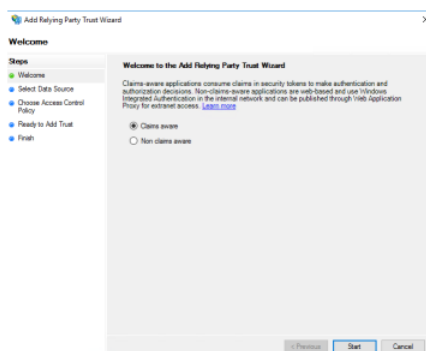 Add Relying Party Trust Wizard
Welcome
Steps
Welcome
Select Data Source
Choose Access Control
Policy
Ready to Add Trust
Finish
Welcome to the Add Relying Party Trust Wizard
Claims-aware applications consume claims in security tokens to make authentication and
authorization decisions. Non-claims-aware applications are web-based and use Windows
Integrated Authentication in the internal network and can be published through Web Application
Proxy for extranet access. Learn more
Claims aware
Non claims aware
< Previous
Start
Cancel